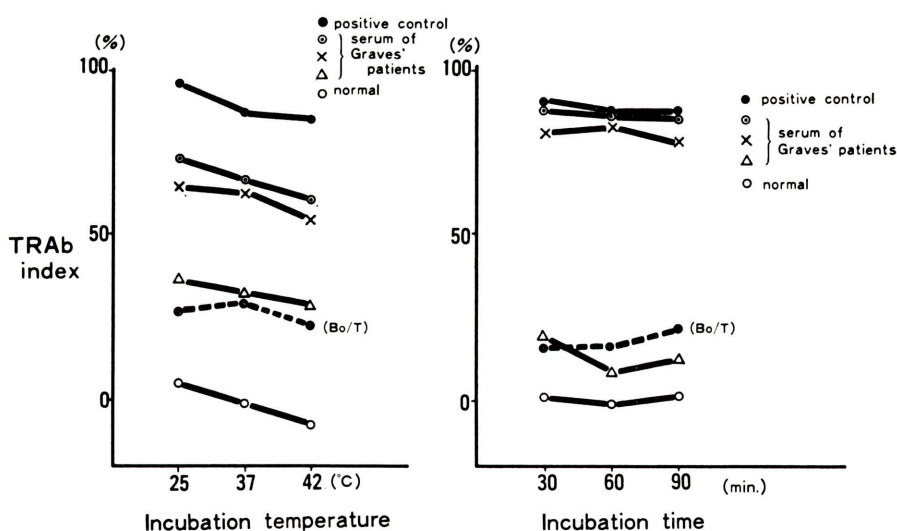 (%)
100
50
0
TRAb
index
positive control
serum of
Graves'
patients
normal
(Bo/T)
25 37 42 (°C)
Incubation temperature
(%)
100
50
0
positive control
serum of
Graves' patients
normal
(Bo/T)
30 60 90 (min.)
Incubation time